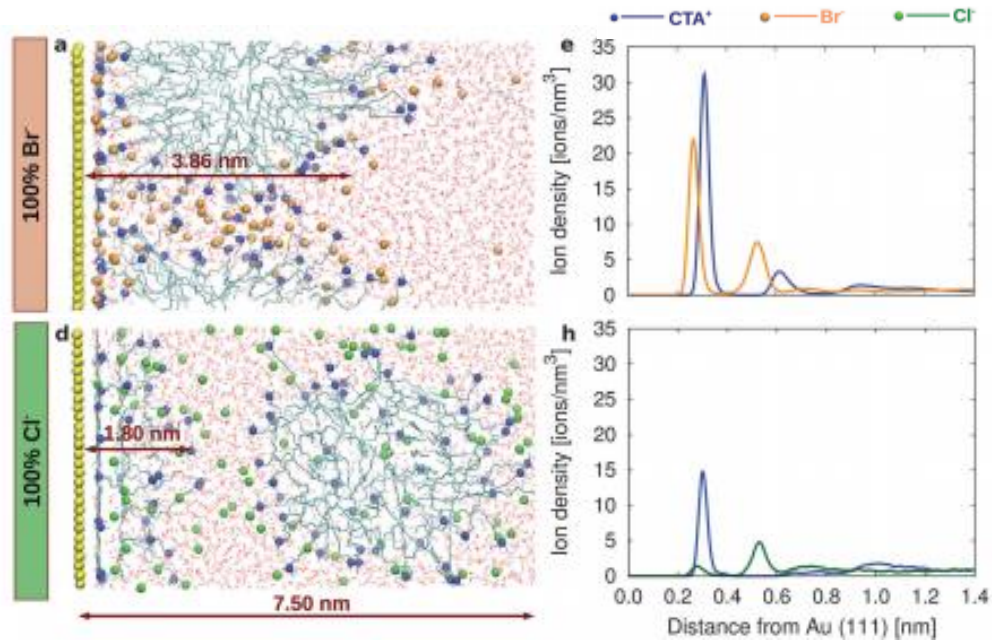 CTA⁺ Br⁻ Cl⁻
a
100% Br⁻
3.86 nm
e
Ion density [ions/nm³]
35
30
25
20
15
10
5
0
d
100% Cl⁻
1.80 nm
7.50 nm
h
Ion density [ions/nm³]
35
30
25
20
15
10
5
0
0.0 0.2 0.4 0.6 0.8 1.0 1.2 1.4
Distance from Au (111) [nm]